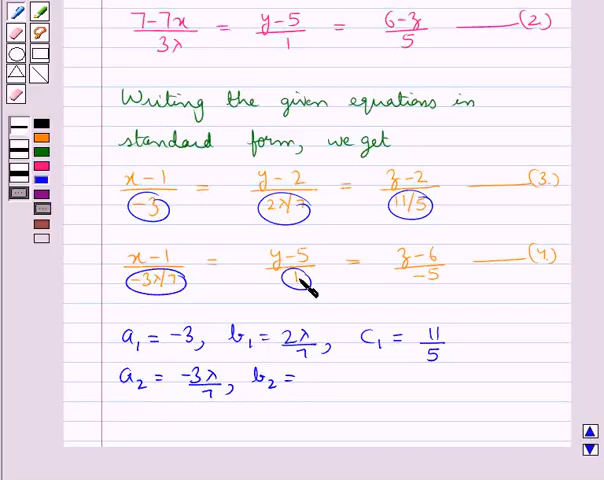 7-7x/3λ = y-5/1 = 6-z/5 —— (2.)
Writing the given equations in
standard form, we get
x-1/-3 = y-2/2λ/7 = z-2/11/5 —— (3.)
x-1/-3λ/7 = y-5/1 = z-6/-5 —— (4.)
a₁ = -3, b₁ = 2λ/7, c₁ = 11/5
a₂ = -3λ/7, b₂ =